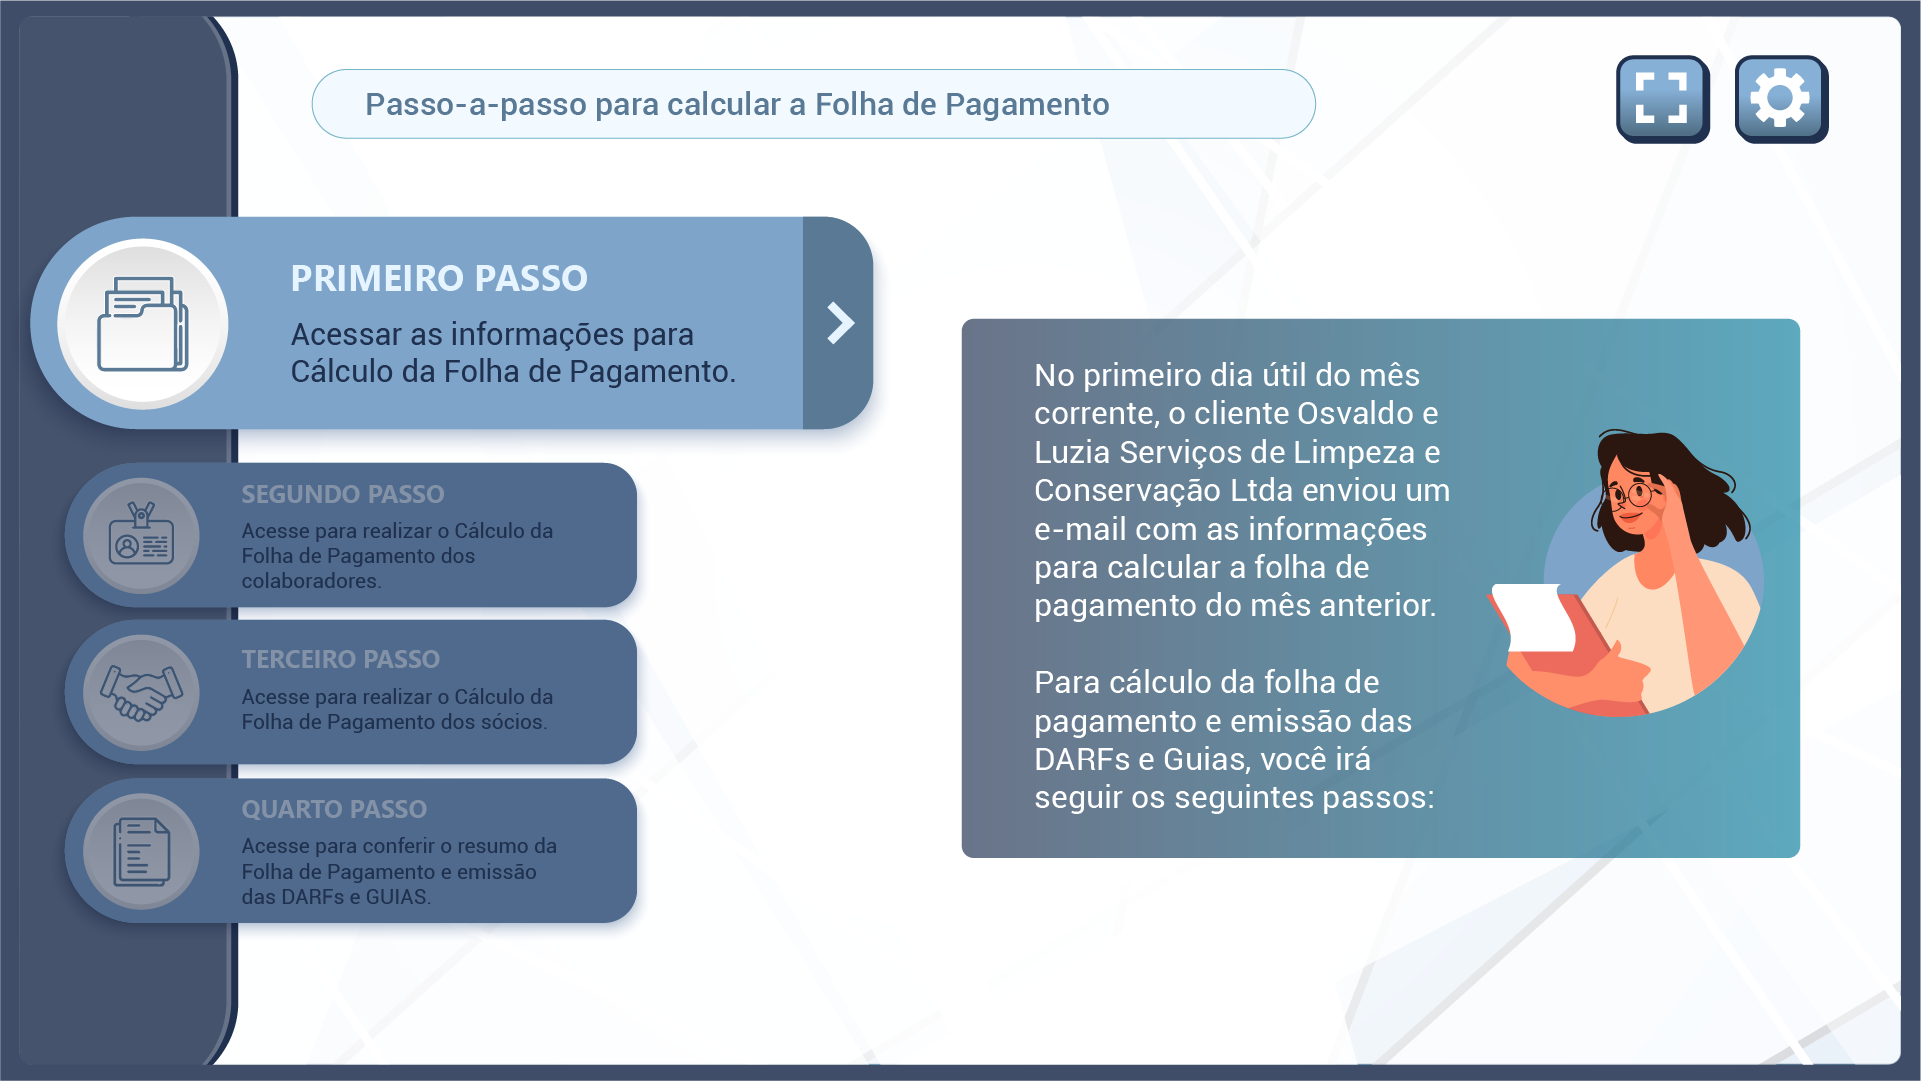 Passo-a-passo para calcular a Folha de Pagamento
PRIMEIRO PASSO
Acessar as informações para
Cálculo da Folha de Pagamento.
SEGUNDO PASSO
Acesse para realizar o Cálculo da
Folha de Pagamento dos
colaboradores.
TERCEIRO PASSO
Acesse para realizar o Cálculo da
Folha de Pagamento dos sócios.
QUARTO PASSO
Acesse para conferir o resumo da
Folha de Pagamento e emissão
das DARFs e GUIAS.
No primeiro dia útil do mês
corrente, o cliente Osvaldo e
Luzia Serviços de Limpeza e
Conservação Ltda enviou um
e-mail com as informações
para calcular a folha de
pagamento do mês anterior.
Para cálculo da folha de
pagamento e emissão das
DARFs e Guias, você irá
seguir os seguintes passos: